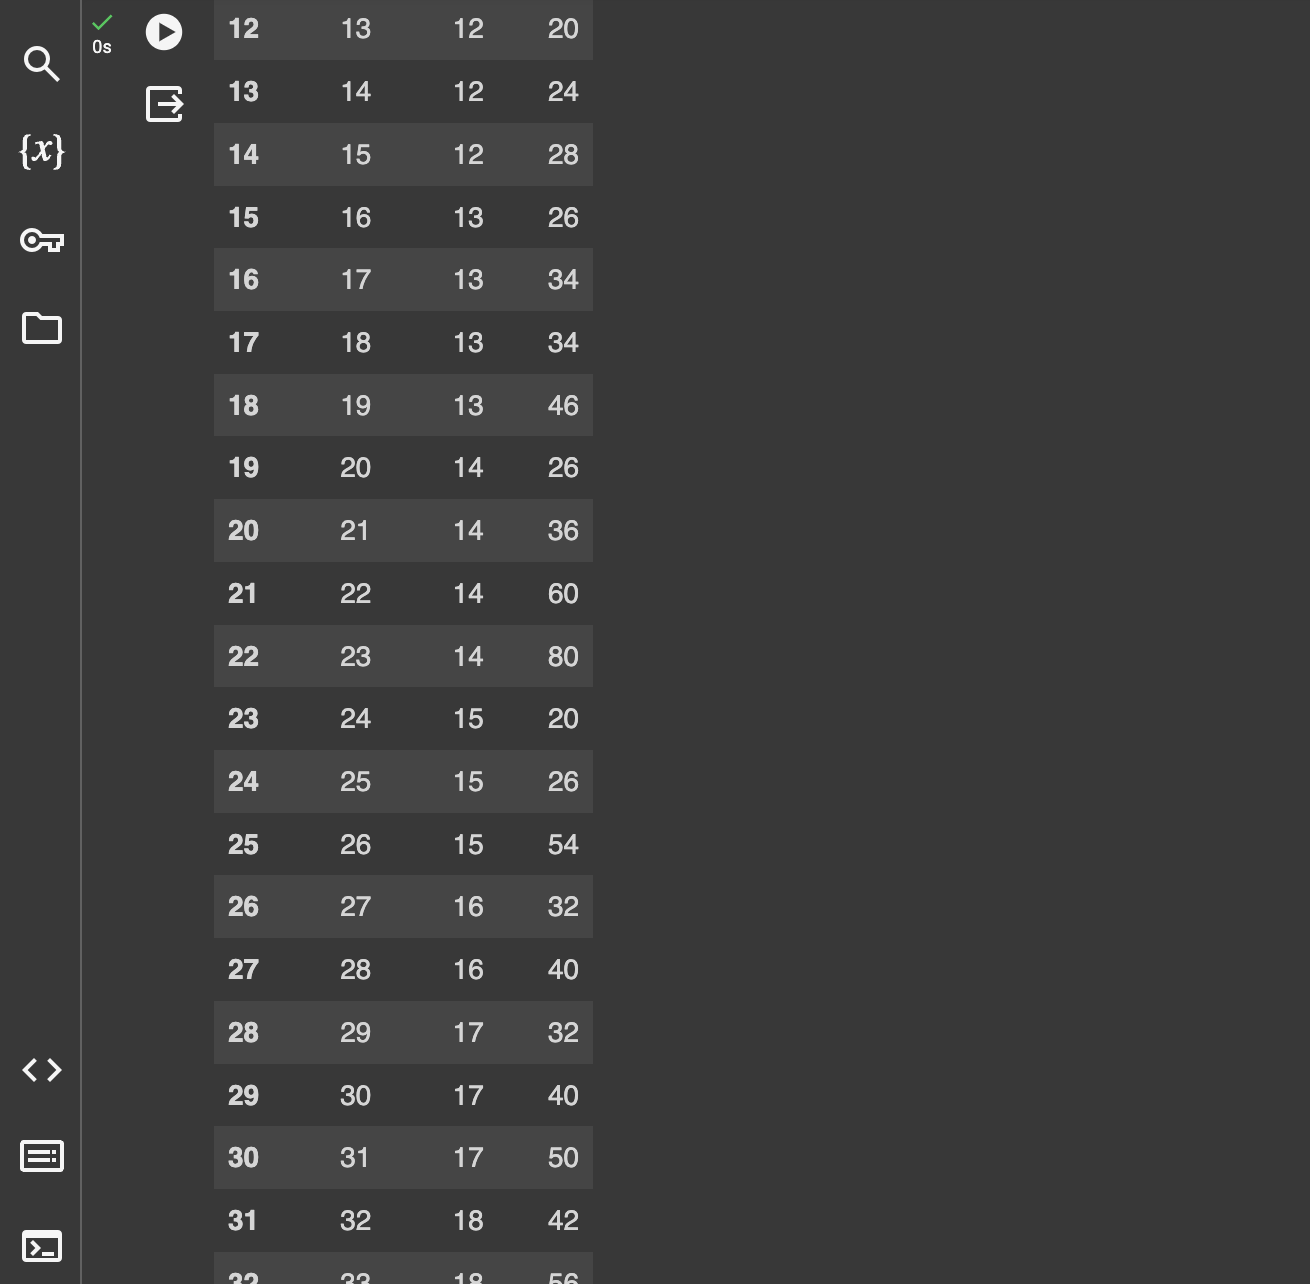 0s
{x}
12 13 12 20
13 14 12 24
14 15 12 28
15 16 13 26
16 17 13 34
17 18 13 34
18 19 13 46
19 20 14 26
20 21 14 36
21 22 14 60
22 23 14 80
23 24 15 20
24 25 15 26
25 26 15 54
26 27 16 32
27 28 16 40
28 29 17 32
29 30 17 40
30 31 17 50
31 32 18 42
32 33 18 56